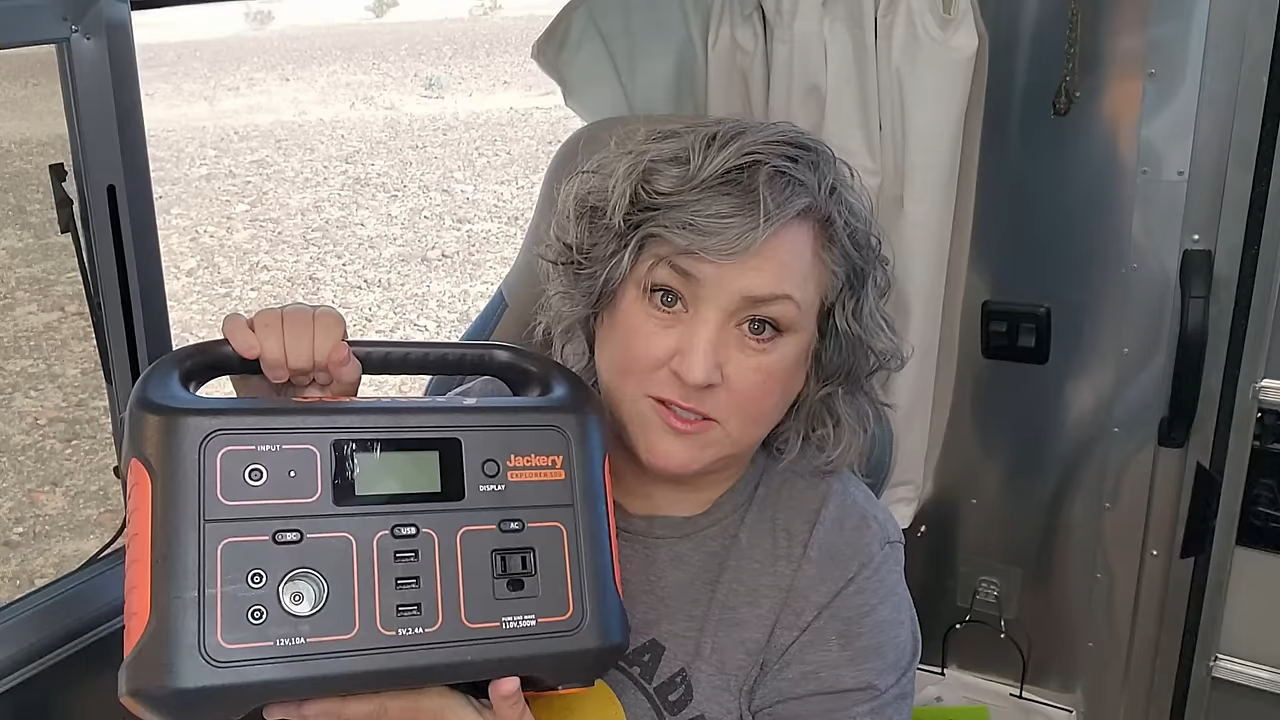 INPUT
DISPLAY
Jackery
EXPLORER 500
DC
USB
AC
12V,10A
5V,2.4A
PURE SINE WAVE
110V,500W